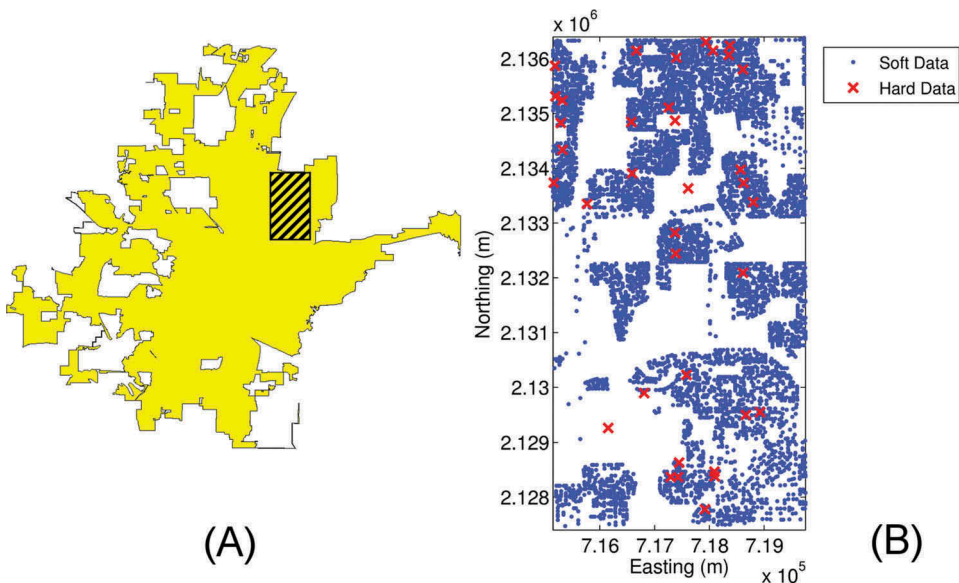 x 10^6
2.136
2.135
2.134
2.133
2.132
2.131
2.13
2.129
2.128
Northing (m)
7.16 7.17 7.18 7.19
Easting (m)
x 10^5
Soft Data
Hard Data
(A)
(B)